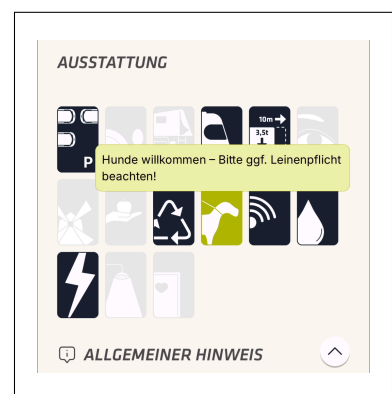 AUSSTATTUNG
10m
3,5t
P
Hunde willkommen – Bitte ggf. Leinenpflicht
beachten!
ALLGEMEINER HINWEIS